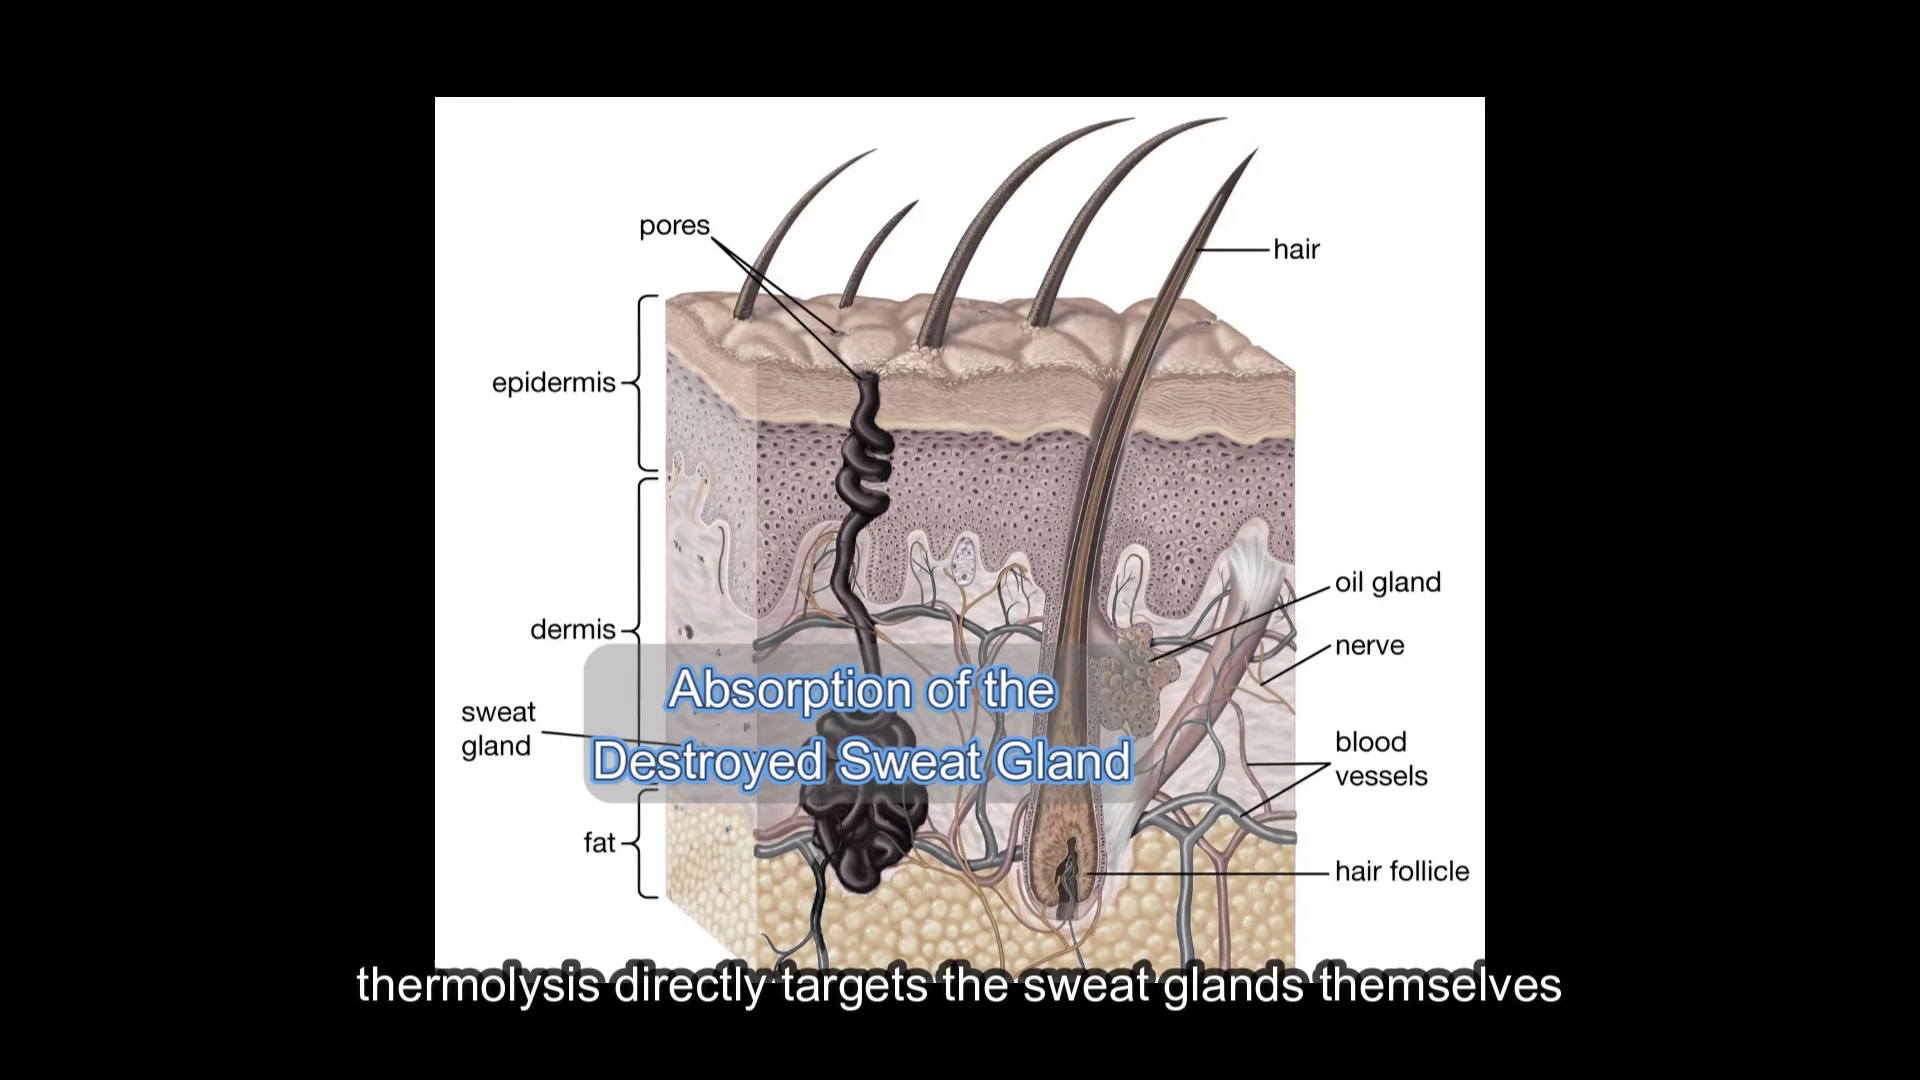 pores
hair
epidermis
oil gland
dermis
nerve
Absorption of the
Destroyed Sweat Gland
sweat
gland
blood
vessels
fat
hair follicle
thermolysis directly targets the sweat glands themselves